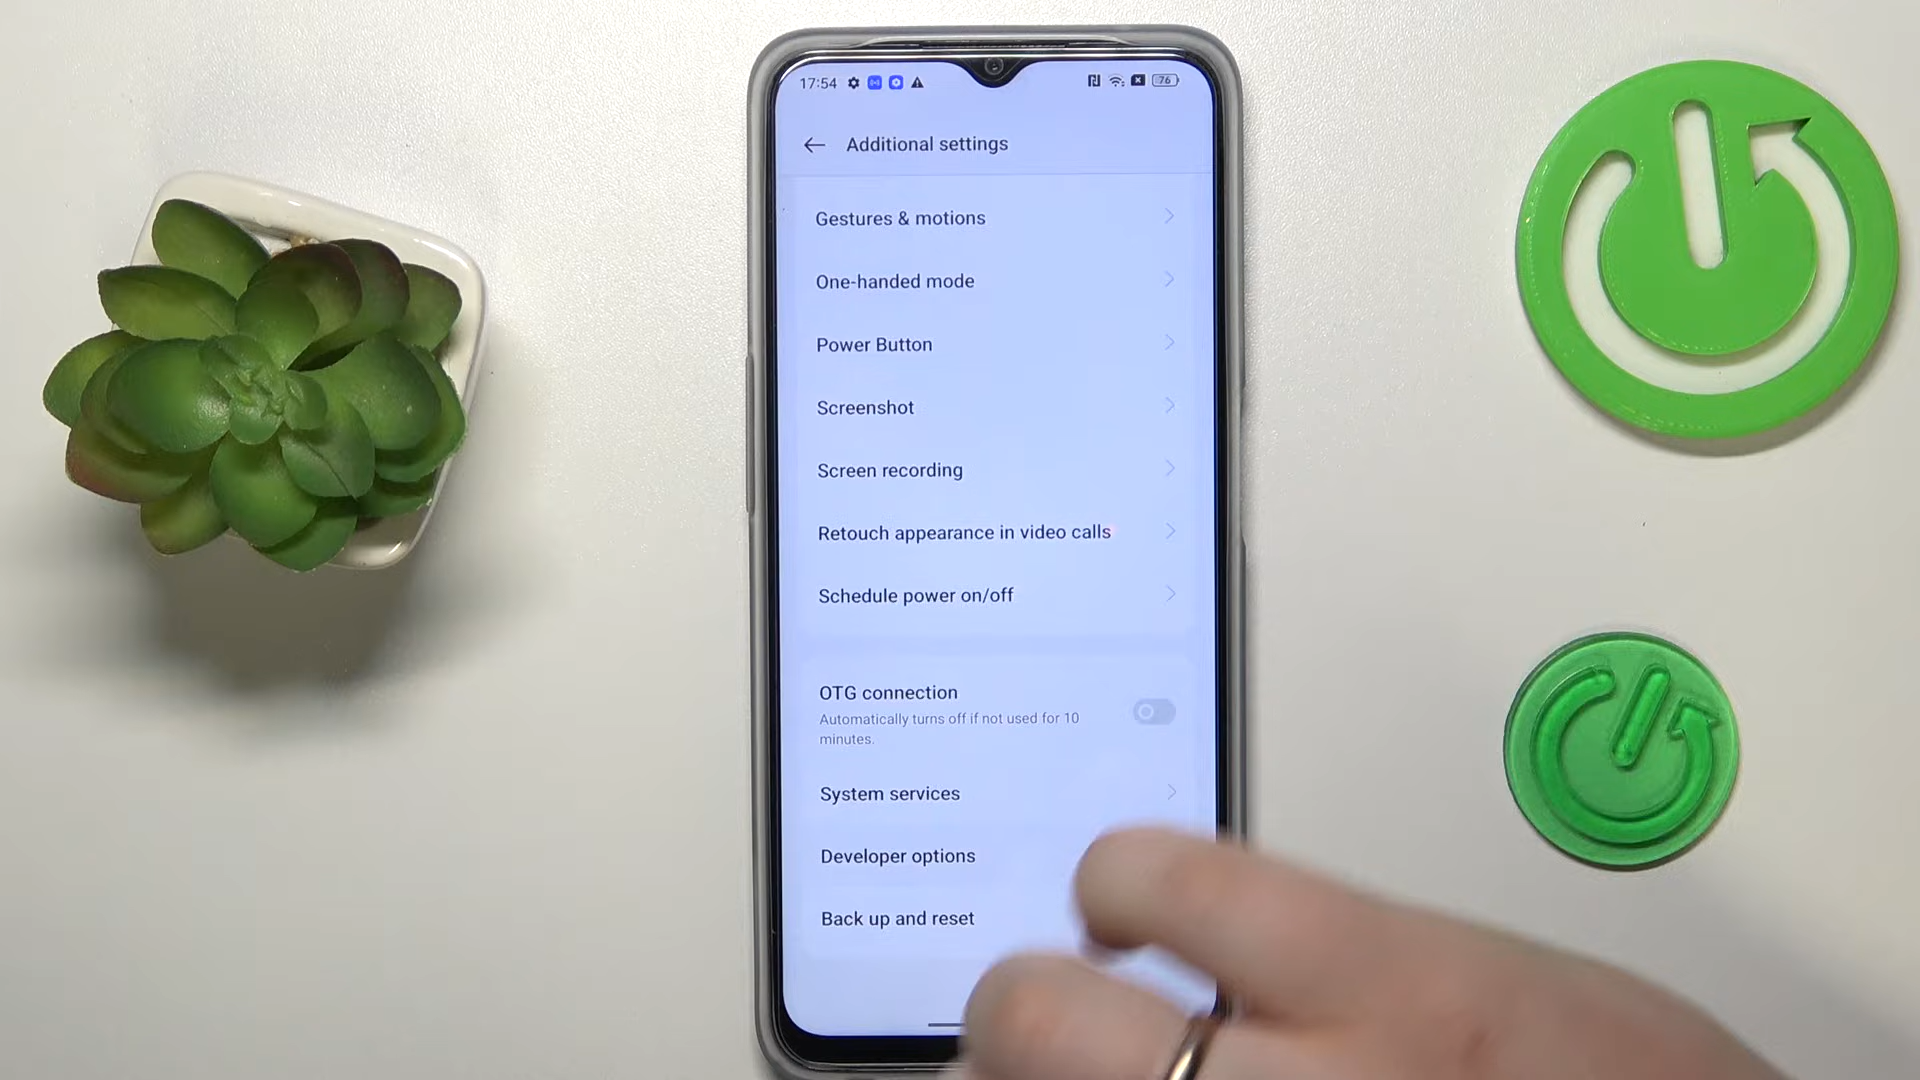 17:54
76
Additional settings
Gestures & motions
One-handed mode
Power Button
Screenshot
Screen recording
Retouch appearance in video calls
Schedule power on/off
OTG connection
Automatically turns off if not used for 10
minutes.
System services
Developer options
Back up and reset